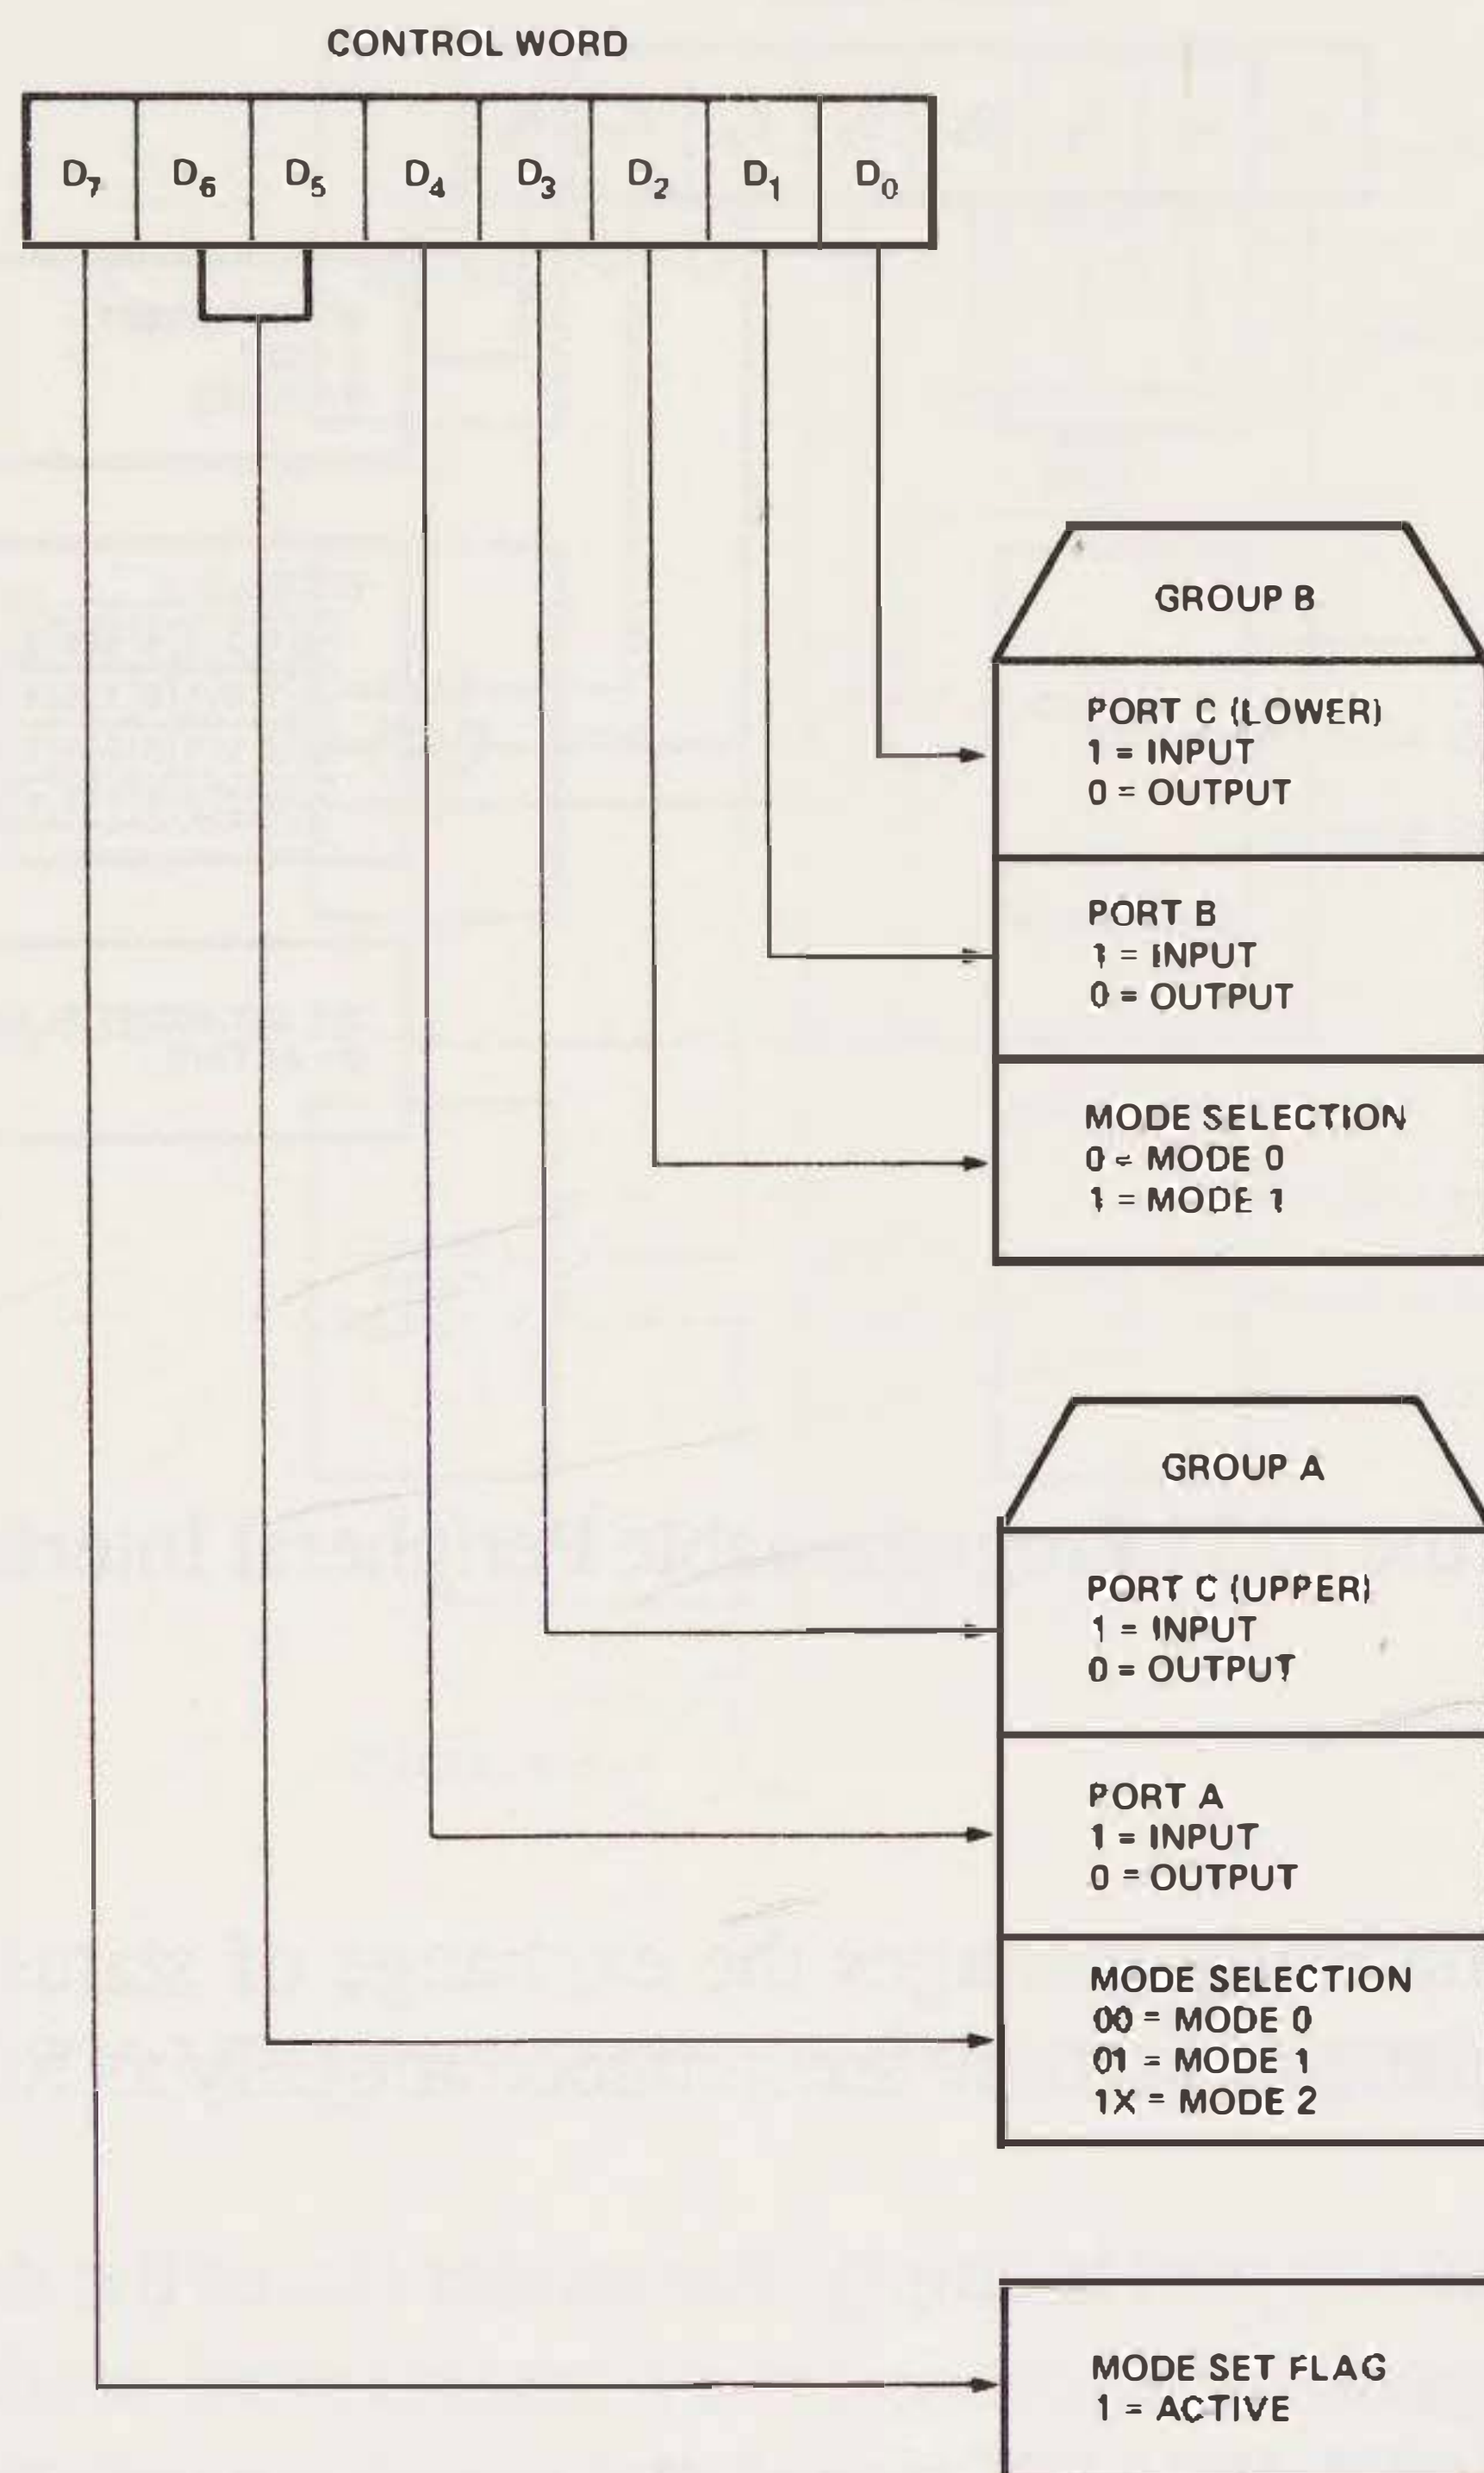 CONTROL WORD
D7 D6 D5 D4 D3 D2 D1 D0
GROUP B
PORT C (LOWER)
1 = INPUT
0 = OUTPUT
PORT B
1 = INPUT
0 = OUTPUT
MODE SELECTION
0 = MODE 0
1 = MODE 1
GROUP A
PORT C (UPPER)
1 = INPUT
0 = OUTPUT
PORT A
1 = INPUT
0 = OUTPUT
MODE SELECTION
00 = MODE 0
01 = MODE 1
1X = MODE 2
MODE SET FLAG
1 = ACTIVE